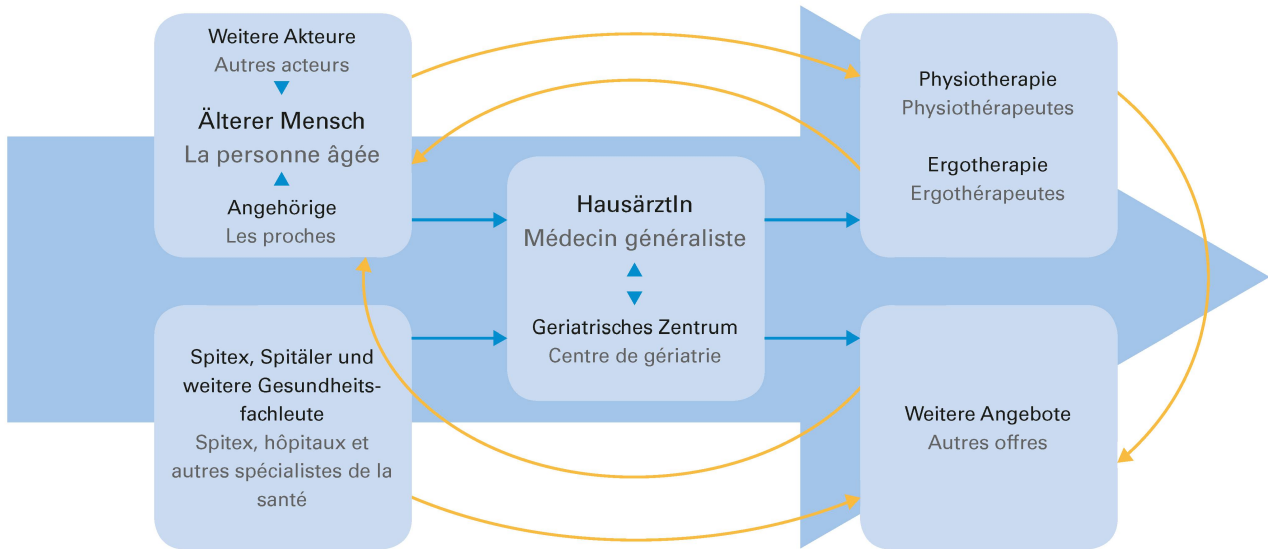 Weitere Akteure
Autres acteurs
Älterer Mensch
La personne âgée
Angehörige
Les proches
Spitex, Spitäler und
weitere Gesundheits-
fachleute
Spitex, hôpitaux et
autres spécialistes de la
santé
HausärztIn
Médecin généraliste
Geriatrisches Zentrum
Centre de gériatrie
Physiotherapie
Physiothérapeutes
Ergotherapie
Ergothérapeutes
Weitere Angebote
Autres offres